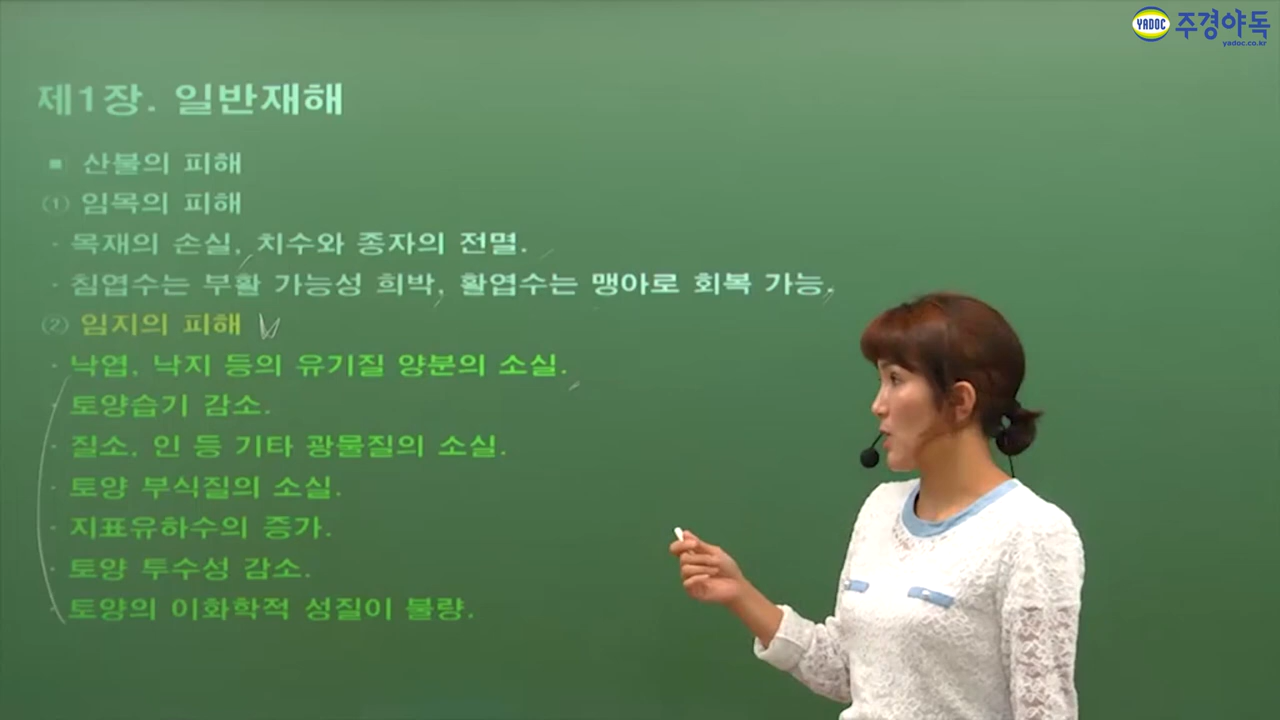 YADOC 주경야독
yadoc.co.kr
제1장. 일반재해
■ 산불의 피해
① 임목의 피해
· 목재의 손실, 치수와 종자의 전멸.
· 침엽수는 부활 가능성 희박, 활엽수는 맹아로 회복 가능.
② 임지의 피해
· 낙엽, 낙지 등의 유기질 양분의 소실.
· 토양습기 감소.
· 질소, 인 등 기타 광물질의 소실.
· 토양 부식질의 소실.
· 지표유하수의 증가.
· 토양 투수성 감소.
· 토양의 이화학적 성질이 불량.